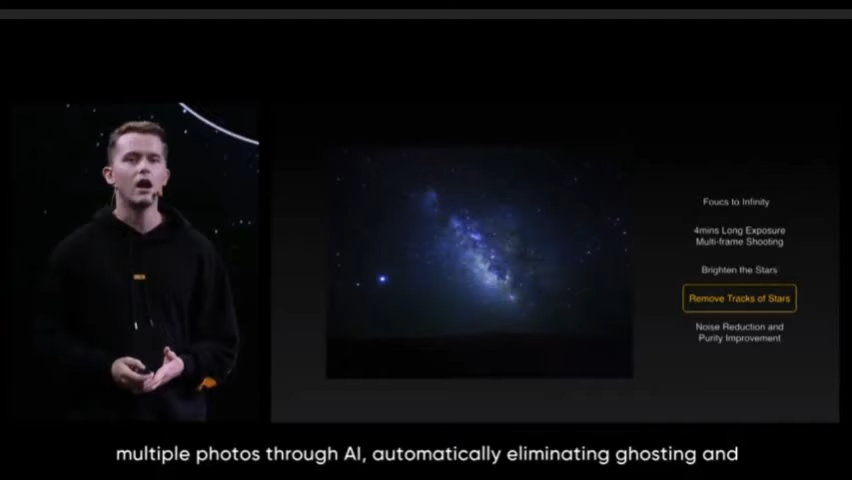 Foucs to Infinity
4mins Long Exposure
Multi-frame Shooting
Brighten the Stars
Remove Tracks of Stars
Noise Reduction and
Purity Improvement
multiple photos through AI, automatically eliminating ghosting and